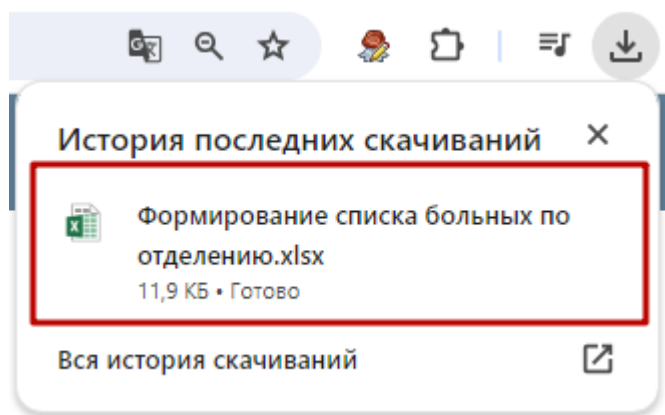 История последних скачиваний
Формирование списка больных по
отделению.xlsx
11,9 КБ • Готово
Вся история скачиваний